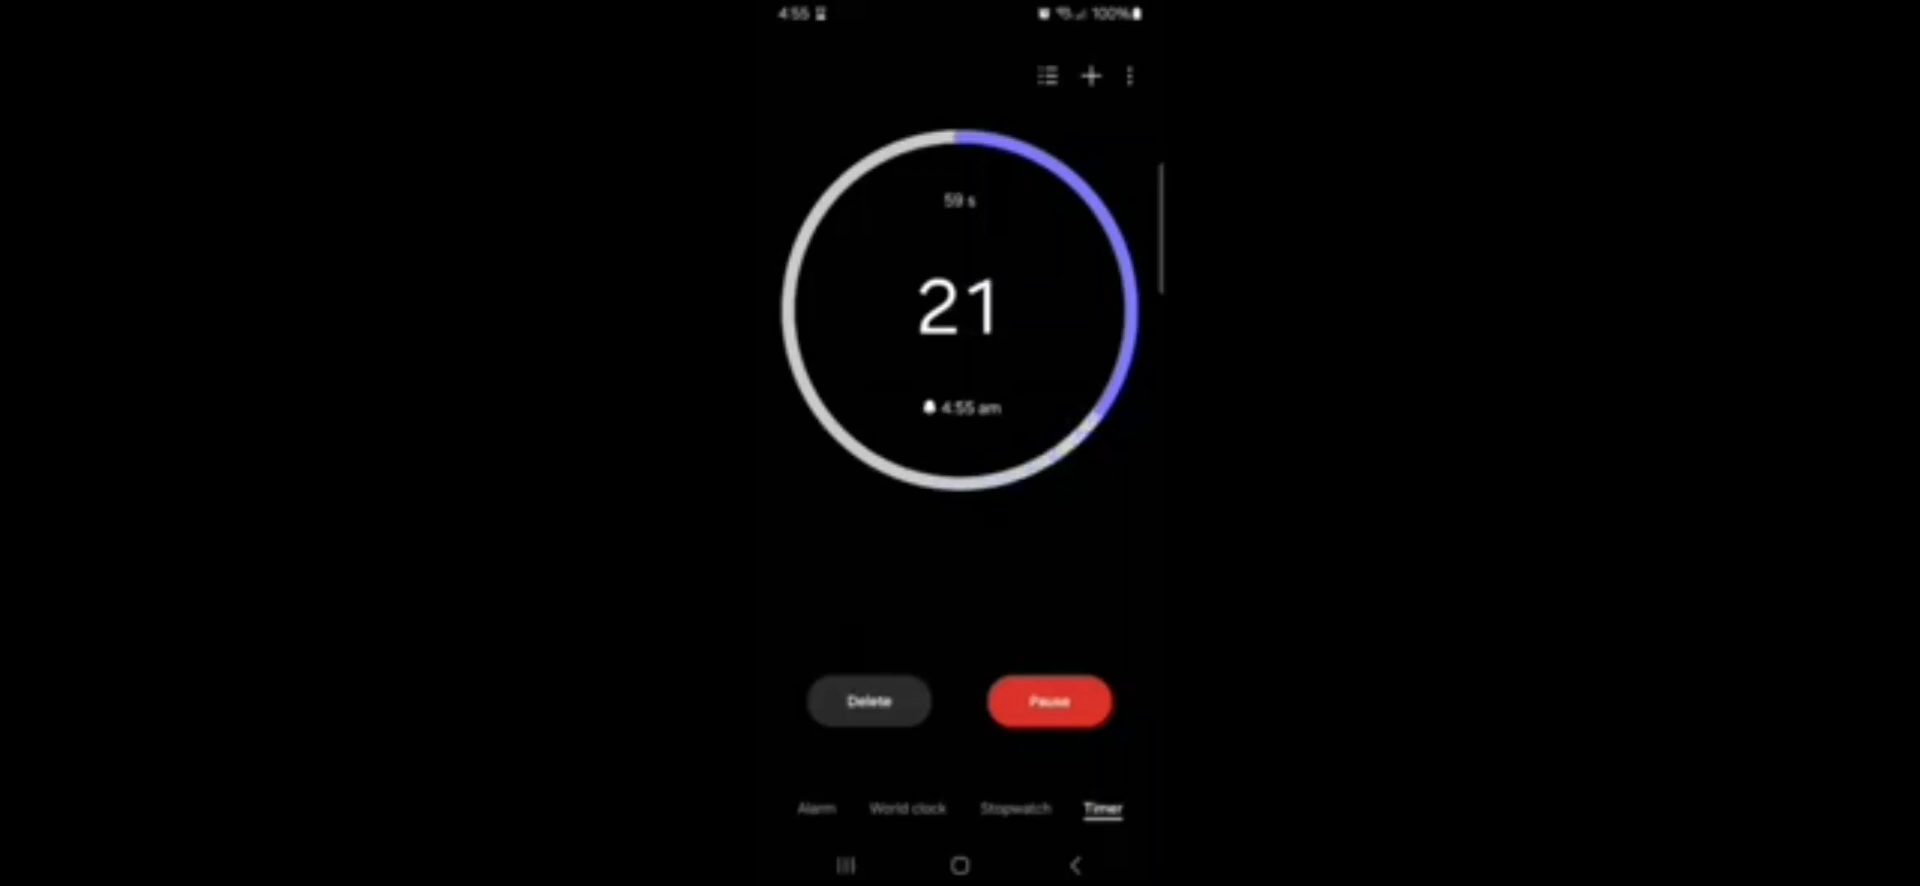 4:55 100%
59 s
21
4:55 am
Delete Pause
Alarm World clock Stopwatch Timer